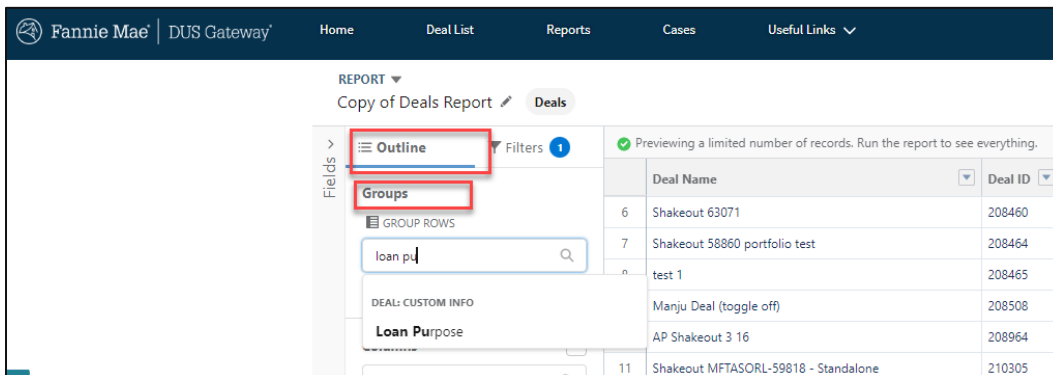 Fannie Mae® | DUS Gateway® Home Deal List Reports Cases Useful Links
REPORT
Copy of Deals Report Deals
Fields
Outline Filters 1
Previewing a limited number of records. Run the report to see everything.
Groups
Deal Name Deal ID
GROUP ROWS
6 Shakeout 63071 208460
loan pu
7 Shakeout 58860 portfolio test 208464
test 1 208465
DEAL: CUSTOM INFO
Manju Deal (toggle off) 208508
Loan Purpose
AP Shakeout 3 16 208964
11 Shakeout MFTASORL-59818 - Standalone 210305